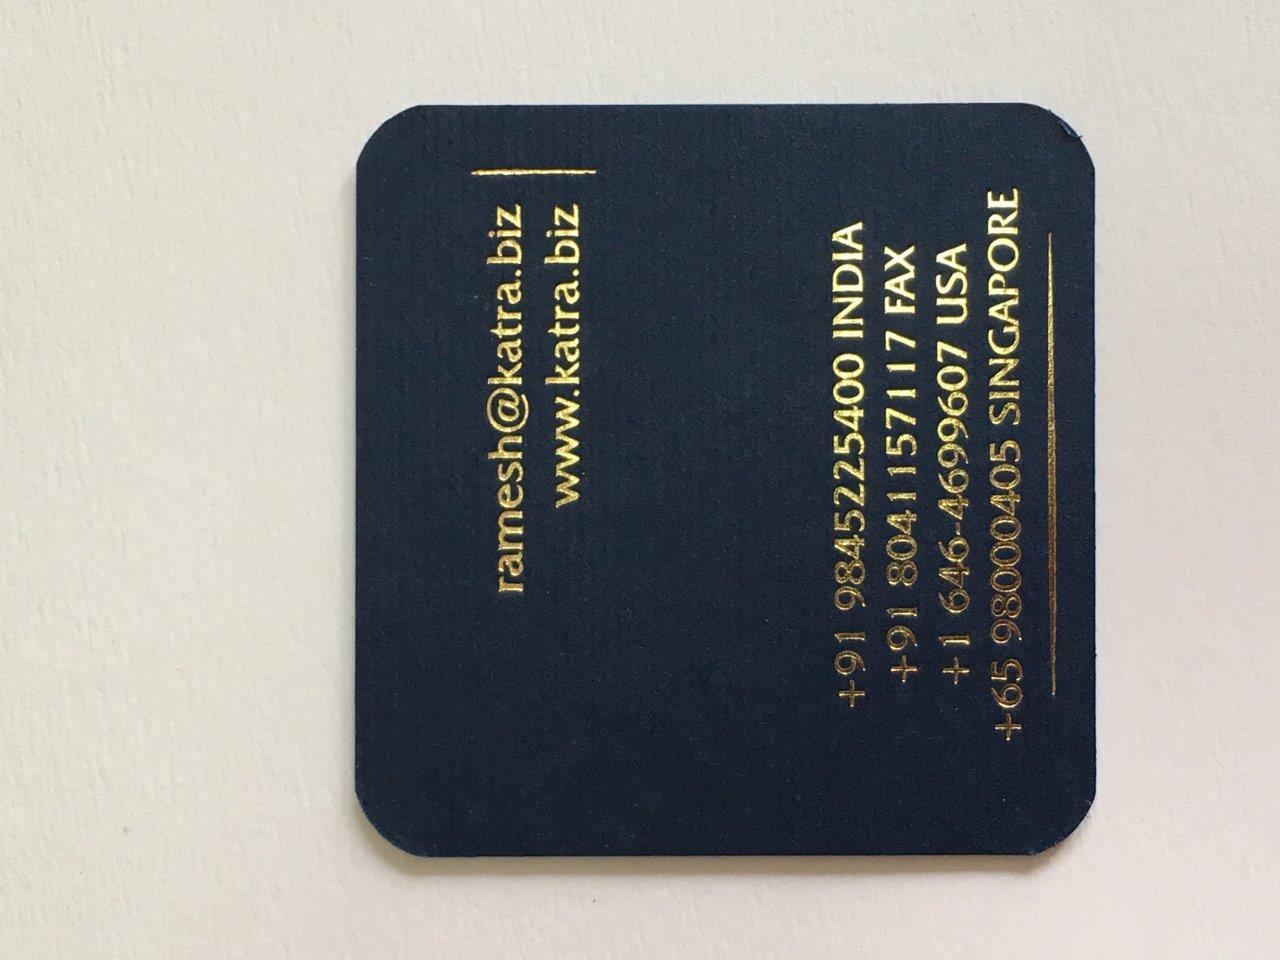 ramesh@katra.biz
www.katra.biz
+91 9845225400 INDIA
+91 8041157117 FAX
+1 646-4699607 USA
+65 98000405 SINGAPORE